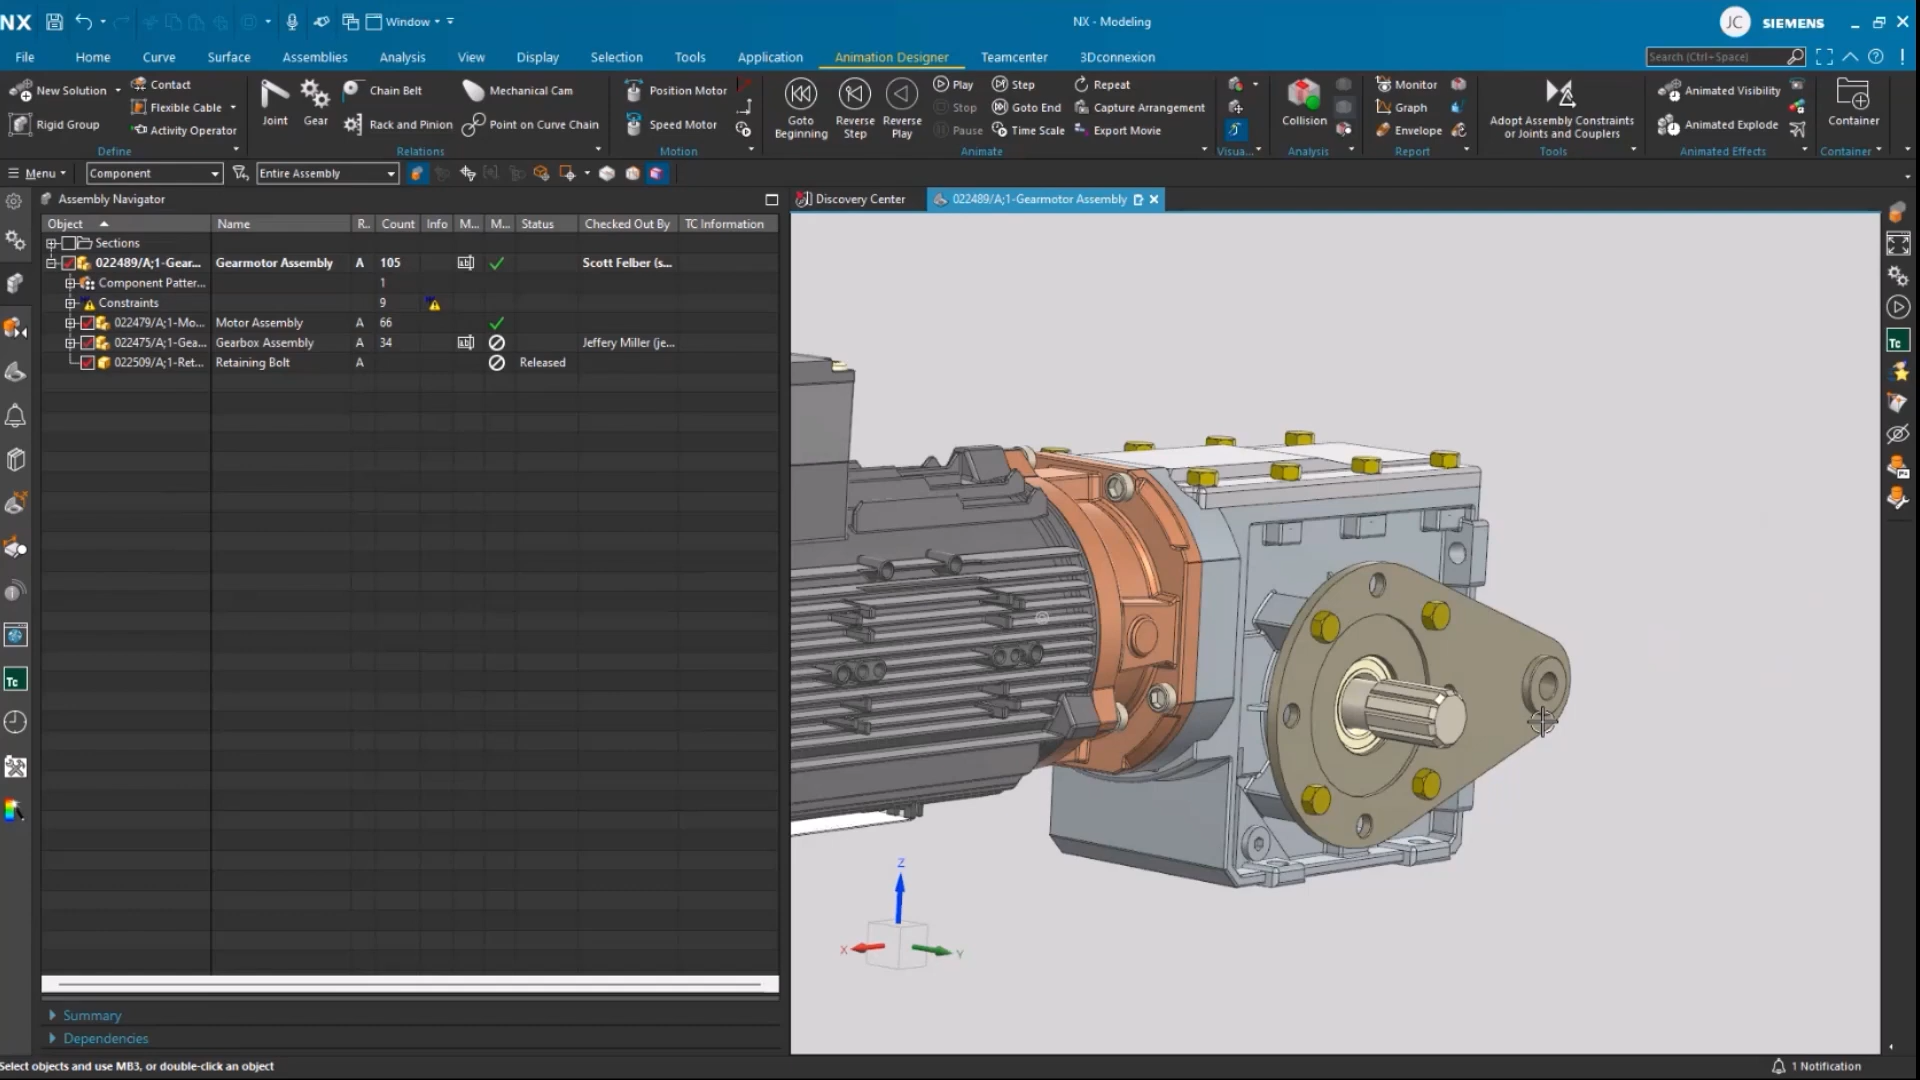 NX Window NX - Modeling JC SIEMENS
File Home Curve Surface Assemblies Analysis View Display Selection Tools Application Animation Designer Teamcenter 3Dconnexion Search (Ctrl+Space)
New Solution Contact Joint Gear Chain Belt Mechanical Cam Position Motor Goto Beginning Reverse Step Reverse Play Play Step Repeat Collision Monitor Adopt Assembly Constraints or Joints and Couplers Animated Visibility Container
Flexible Cable Stop Goto End Capture Arrangement Graph
Rigid Group Activity Operator Rack and Pinion Point on Curve Chain Speed Motor Pause Time Scale Export Movie Envelope Animated Explode
Define Relations Motion Animate Visua... Analysis Report Tools Animated Effects Container
Menu Component Entire Assembly
Assembly Navigator Discovery Center 022489/A;1-Gearmotor Assembly
Object Name R.. Count Info M... M... Status Checked Out By TC Information
Sections
022489/A;1-Gear... Gearmotor Assembly A 105 Scott Felber (s...
Component Patter... 1
Constraints 9
022479/A;1-Mo... Motor Assembly A 66
022475/A;1-Gea... Gearbox Assembly A 34 Jeffery Miller (je...
022509/A;1-Ret... Retaining Bolt A Released
Tc
Tc
Z
X
Y
Summary
Dependencies
Select objects and use MB3, or double-click an object 1 Notification